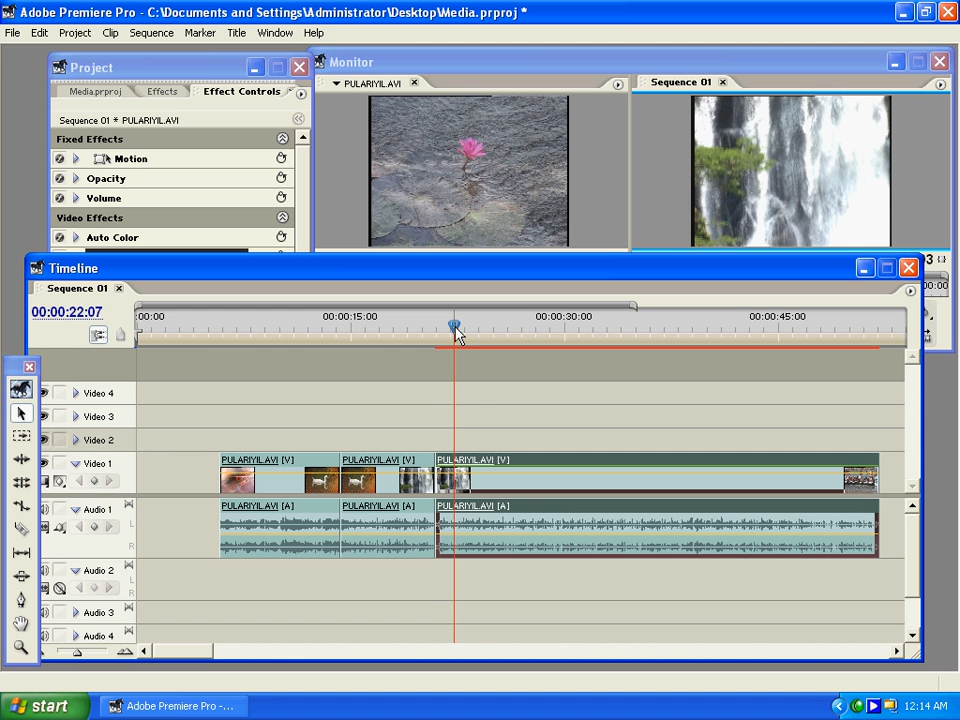 Adobe Premiere Pro - C:\Documents and Settings\Administrator\Desktop\Media.prproj *
File Edit Project Clip Sequence Marker Title Window Help
Project
Monitor
Media.prproj Effects Effect Controls
PULARIYIL.AVI
Sequence 01
Sequence 01 * PULARIYIL.AVI
Fixed Effects
Motion
Opacity
Volume
Video Effects
Auto Color
Timeline
Sequence 01
00:00:22:07
:00:00 00:00:15:00 00:00:30:00 00:00:45:00
Video 4
Video 3
Video 2
Video 1
PULARIYIL.AVI [V] PULARIYIL.AVI [V] PULARIYIL.AVI [V]
Audio 1
PULARIYIL.AVI [A] PULARIYIL.AVI [A] PULARIYIL.AVI [A]
L
R
Audio 2
L
R
Audio 3
Audio 4
start
Adobe Premiere Pro -...
12:14 AM